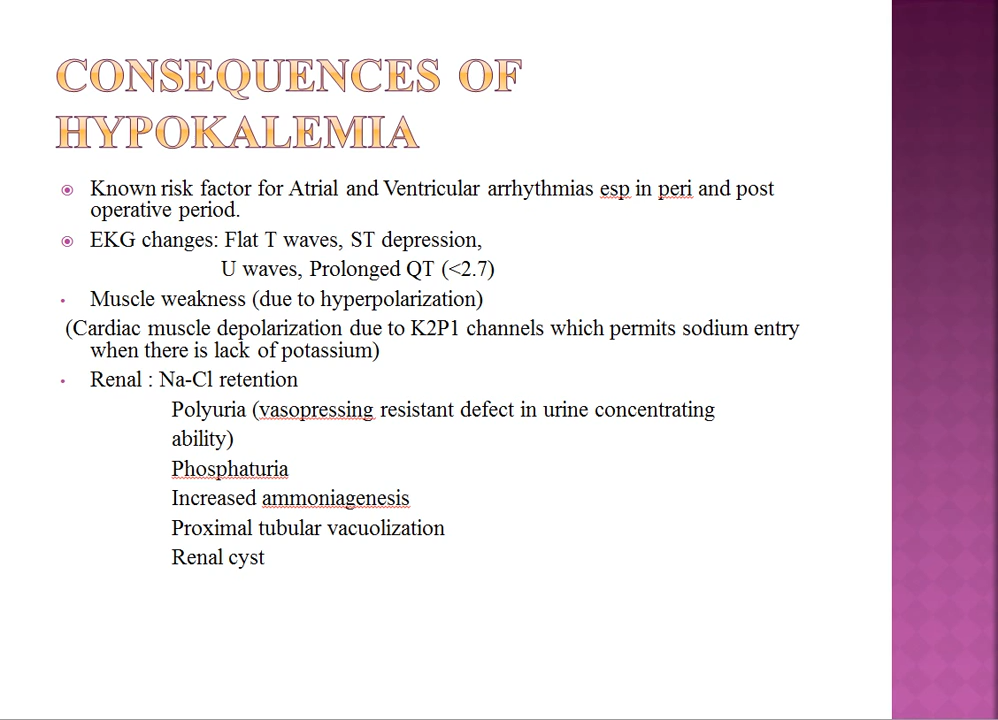 CONSEQUENCES OF
HYPOKALEMIA
Known risk factor for Atrial and Ventricular arrhythmias esp in peri and post
operative period.
EKG changes: Flat T waves, ST depression,
U waves, Prolonged QT (<2.7)
Muscle weakness (due to hyperpolarization)
(Cardiac muscle depolarization due to K2P1 channels which permits sodium entry
when there is lack of potassium)
Renal : Na-Cl retention
Polyuria (vasopressing resistant defect in urine concentrating
ability)
Phosphaturia
Increased ammoniagenesis
Proximal tubular vacuolization
Renal cyst